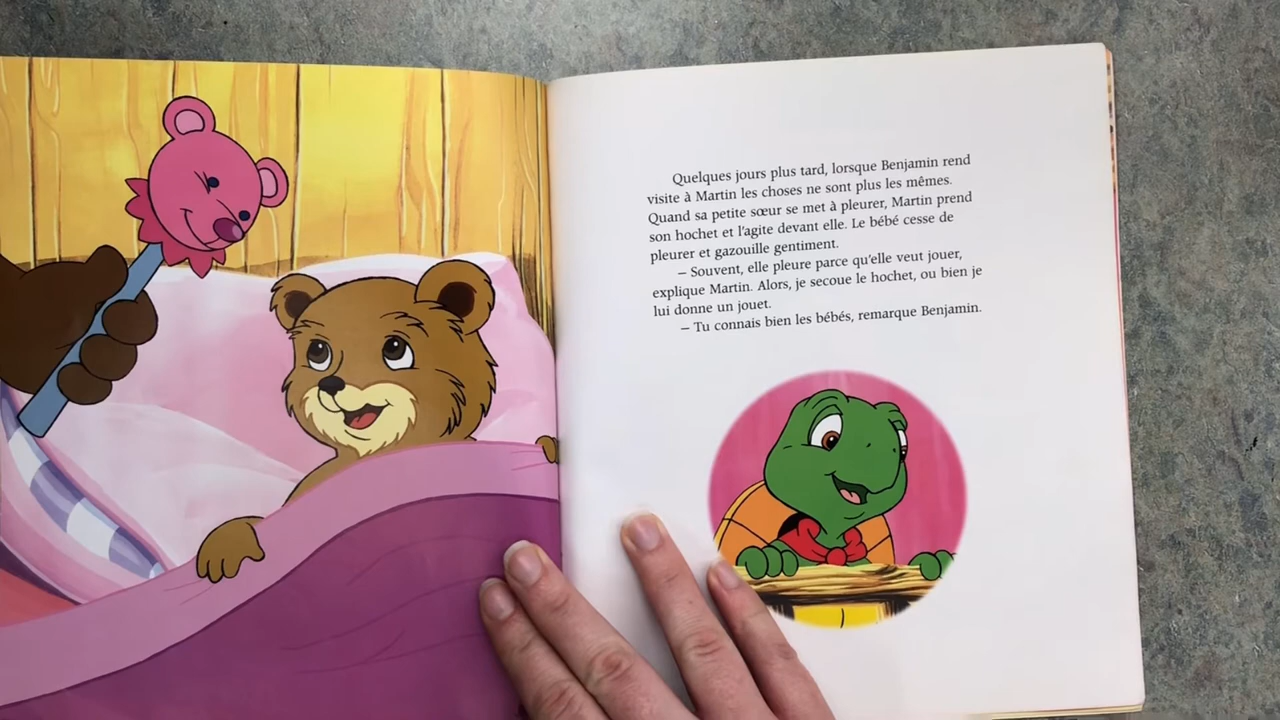 Quelques jours plus tard, lorsque Benjamin rend
visite à Martin les choses ne sont plus les mêmes.
Quand sa petite sœur se met à pleurer, Martin prend
son hochet et l'agite devant elle. Le bébé cesse de
pleurer et gazouille gentiment.
– Souvent, elle pleure parce qu'elle veut jouer,
explique Martin. Alors, je secoue le hochet, ou bien je
lui donne un jouet.
– Tu connais bien les bébés, remarque Benjamin.